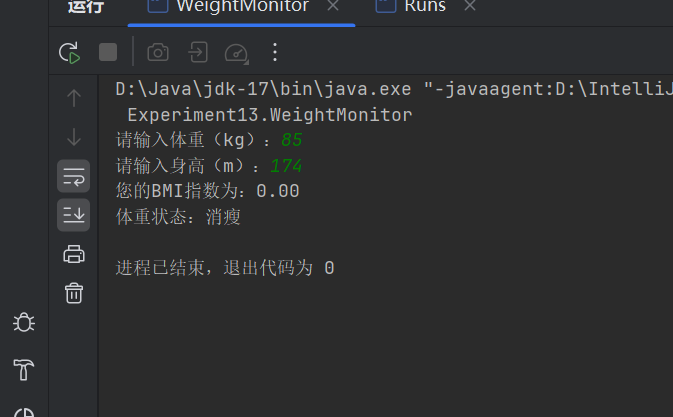 运行
WeightMonitor
Runs
D:\Java\jdk-17\bin\java.exe "-javaagent:D:\IntelliJ
Experiment13.WeightMonitor
请输入体重（kg）：85
请输入身高（m）：174
您的BMI指数为：0.00
体重状态：消瘦
进程已结束，退出代码为 0